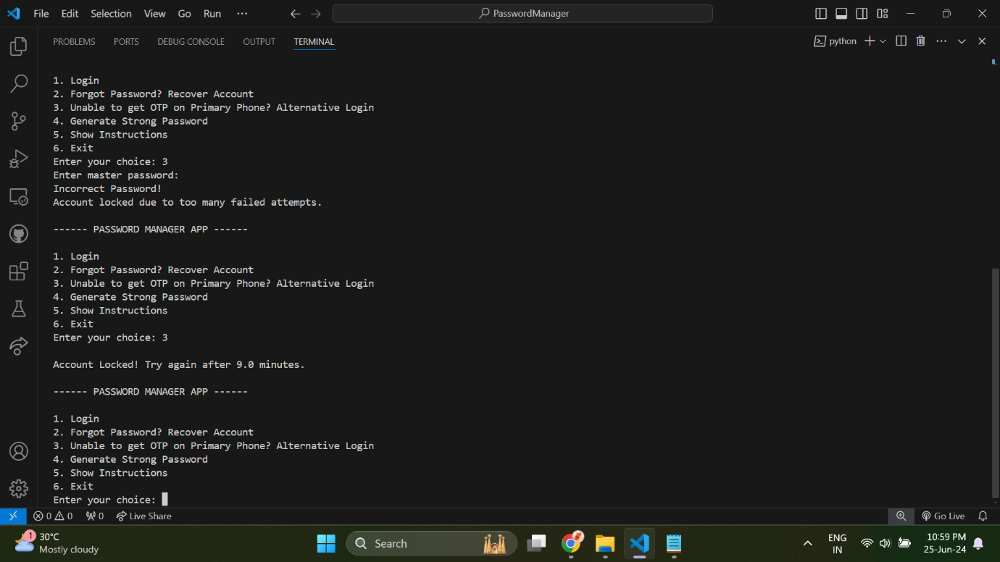 File Edit Selection View Go Run ··· PasswordManager
PROBLEMS PORTS DEBUG CONSOLE OUTPUT TERMINAL python
1. Login
2. Forgot Password? Recover Account
3. Unable to get OTP on Primary Phone? Alternative Login
4. Generate Strong Password
5. Show Instructions
6. Exit
Enter your choice: 3
Enter master password:
Incorrect Password!
Account locked due to too many failed attempts.
------ PASSWORD MANAGER APP ------
1. Login
2. Forgot Password? Recover Account
3. Unable to get OTP on Primary Phone? Alternative Login
4. Generate Strong Password
5. Show Instructions
6. Exit
Enter your choice: 3
Account Locked! Try again after 9.0 minutes.
------ PASSWORD MANAGER APP ------
1. Login
2. Forgot Password? Recover Account
3. Unable to get OTP on Primary Phone? Alternative Login
4. Generate Strong Password
5. Show Instructions
6. Exit
Enter your choice:
0 0 0 Live Share Go Live
1 30°C
Mostly cloudy
Search
ENG
IN
10:59 PM
25-Jun-24